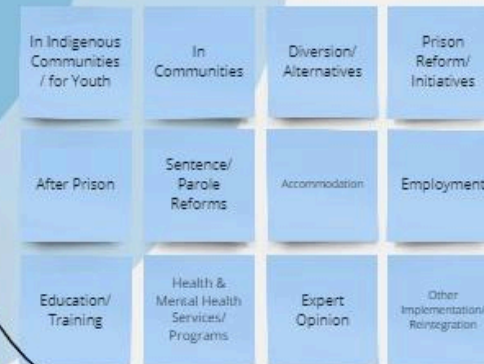 In Indigenous
Communities
/ for Youth
In
Communities
Diversion/
Alternatives
Prison
Reform/
Initiatives
After Prison
Sentence/
Parole
Reforms
Accommodation
Employment
Education/
Training
Health &
Mental Health
Services/
Programs
Expert
Opinion
Other
Implementation/
Reintegration